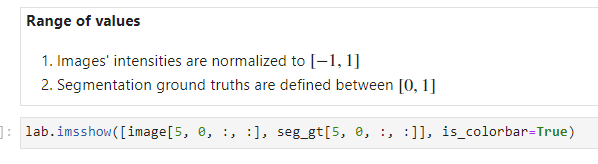 Range of values
1. Images' intensities are normalized to [−1, 1]
2. Segmentation ground truths are defined between [0, 1]
]: lab.imsshow([image[5, 0, :, :], seg_gt[5, 0, :, :]], is_colorbar=True)